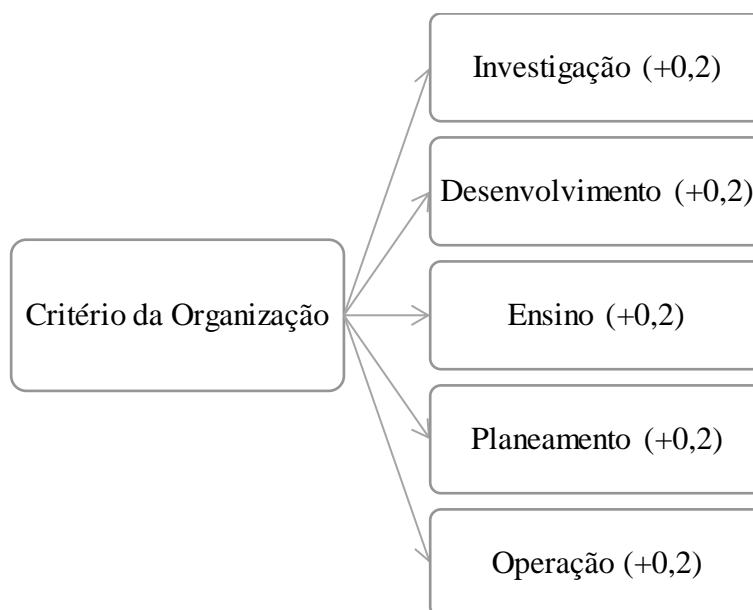 Investigação (+0,2)
Desenvolvimento (+0,2)
Critério da Organização
Ensino (+0,2)
Planeamento (+0,2)
Operação (+0,2)